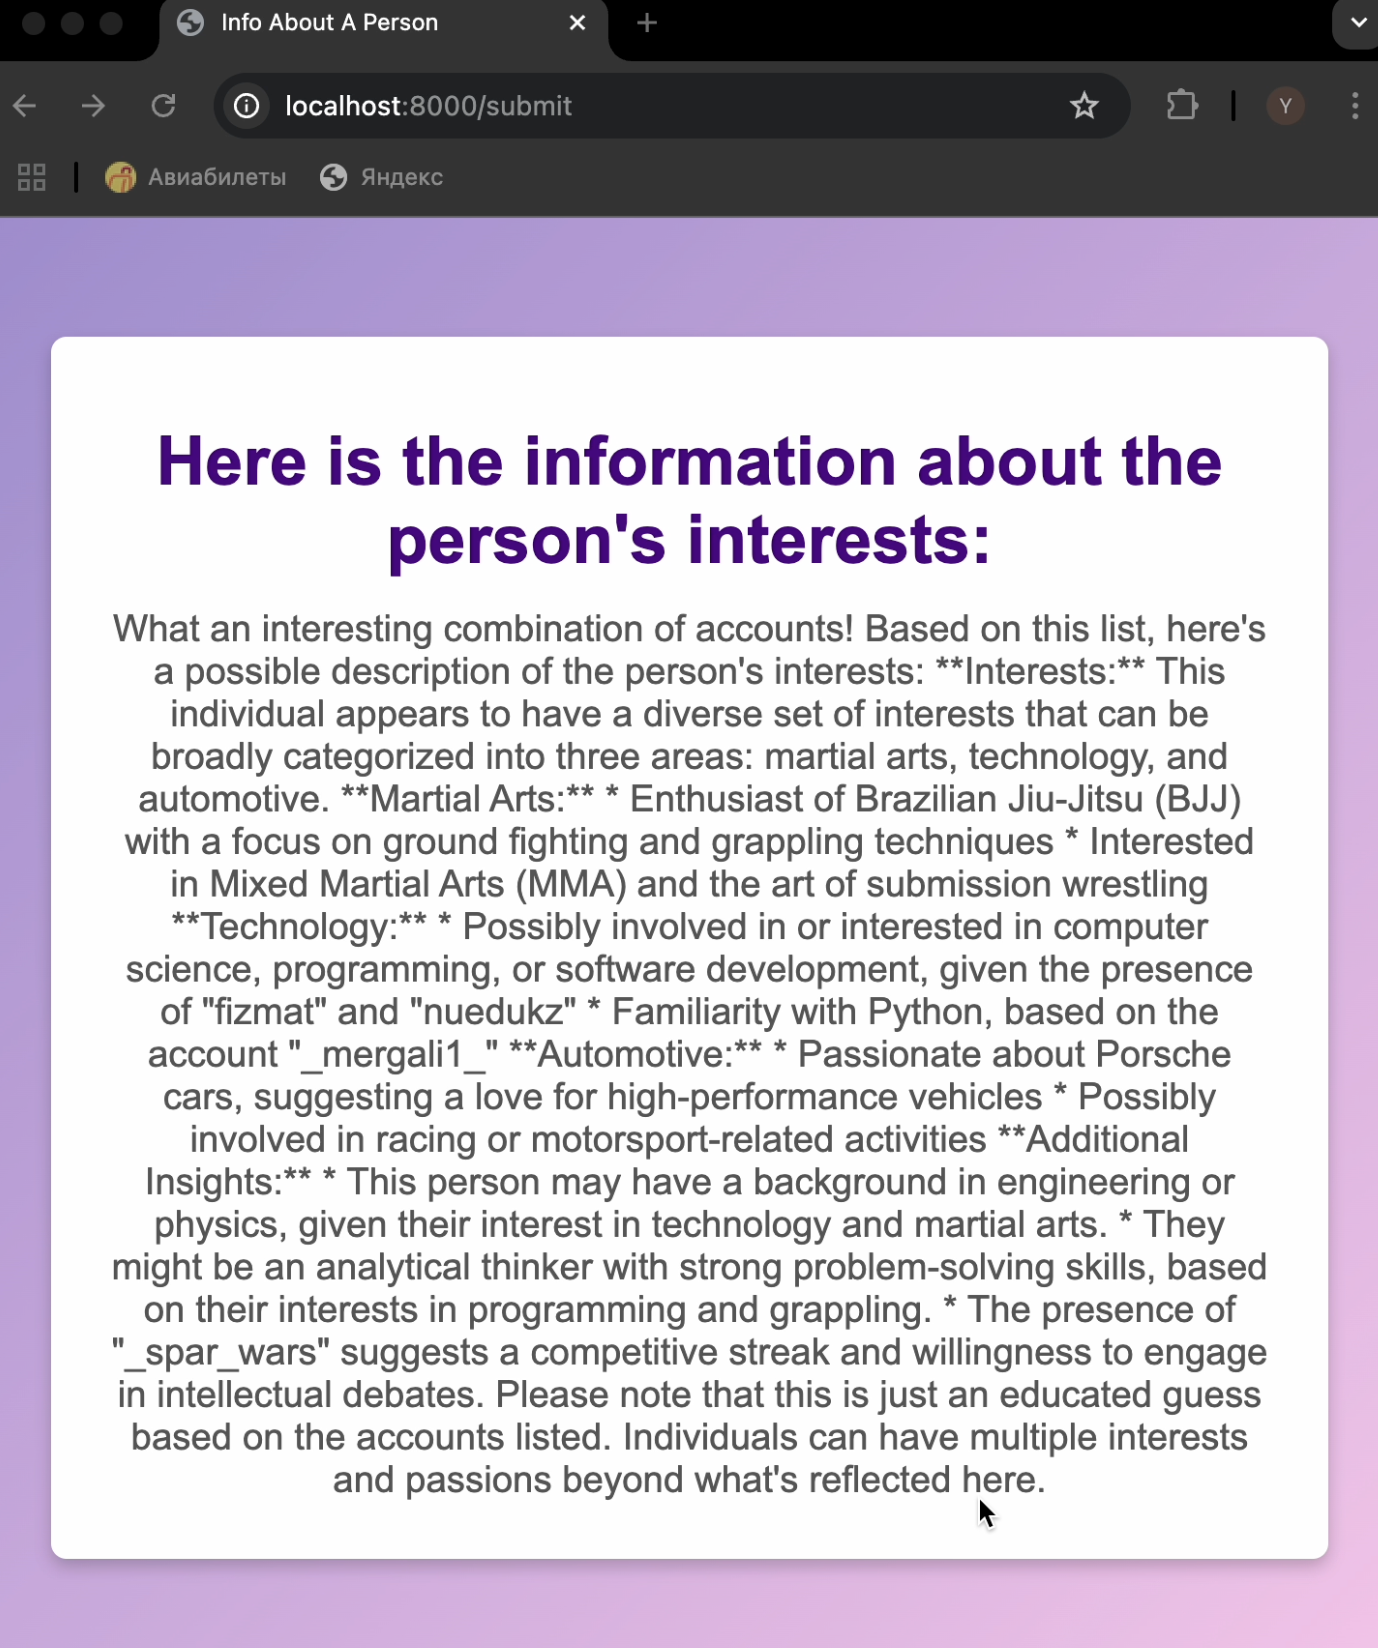 Info About A Person
localhost:8000/submit
Y
Авиабилеты
Яндекс
Here is the information about the
person's interests:
What an interesting combination of accounts! Based on this list, here's
a possible description of the person's interests: **Interests:** This
individual appears to have a diverse set of interests that can be
broadly categorized into three areas: martial arts, technology, and
automotive. **Martial Arts:** * Enthusiast of Brazilian Jiu-Jitsu (BJJ)
with a focus on ground fighting and grappling techniques * Interested
in Mixed Martial Arts (MMA) and the art of submission wrestling
**Technology:** * Possibly involved in or interested in computer
science, programming, or software development, given the presence
of "fizmat" and "nuedukz" * Familiarity with Python, based on the
account "_mergali1_" **Automotive:** * Passionate about Porsche
cars, suggesting a love for high-performance vehicles * Possibly
involved in racing or motorsport-related activities **Additional
Insights:** * This person may have a background in engineering or
physics, given their interest in technology and martial arts. * They
might be an analytical thinker with strong problem-solving skills, based
on their interests in programming and grappling. * The presence of
"_spar_wars" suggests a competitive streak and willingness to engage
in intellectual debates. Please note that this is just an educated guess
based on the accounts listed. Individuals can have multiple interests
and passions beyond what's reflected here.